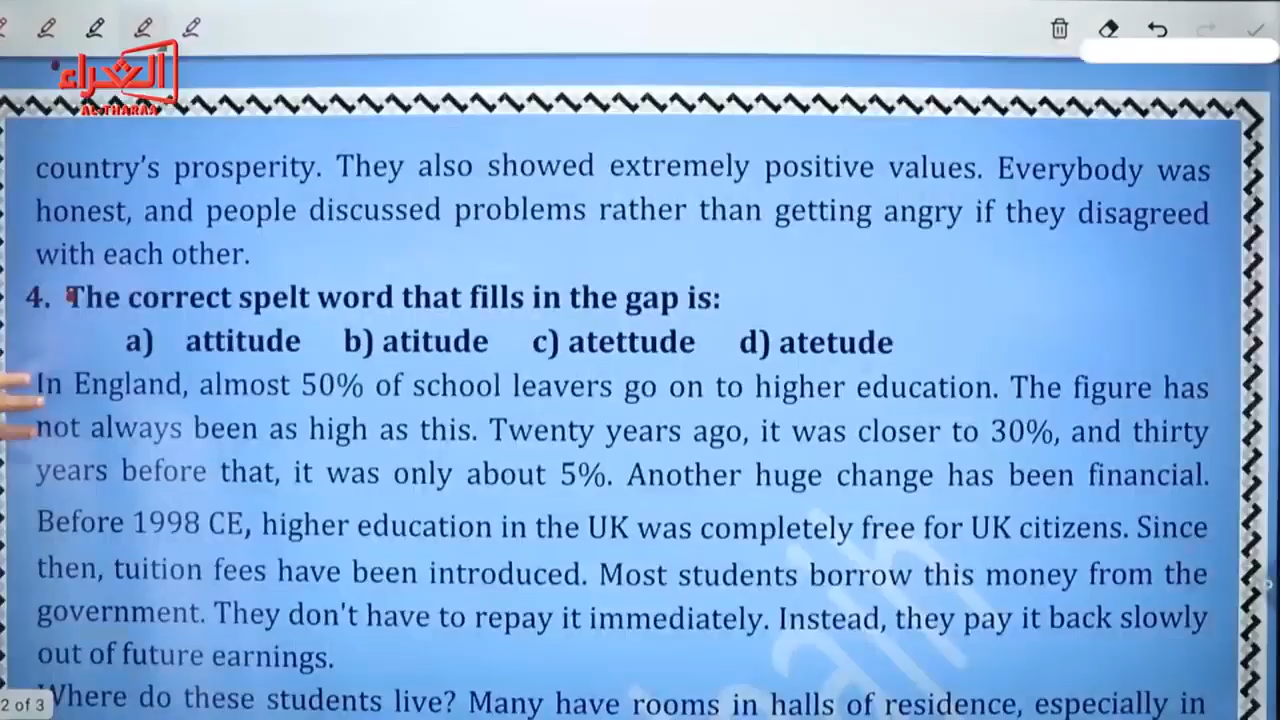 الثراء
AL-THARAA
country's prosperity. They also showed extremely positive values. Everybody was
honest, and people discussed problems rather than getting angry if they disagreed
with each other.
4. The correct spelt word that fills in the gap is:
a) attitude b) atitude c) atettude d) atetude
In England, almost 50% of school leavers go on to higher education. The figure has
not always been as high as this. Twenty years ago, it was closer to 30%, and thirty
years before that, it was only about 5%. Another huge change has been financial.
Before 1998 CE, higher education in the UK was completely free for UK citizens. Since
then, tuition fees have been introduced. Most students borrow this money from the
government. They don't have to repay it immediately. Instead, they pay it back slowly
out of future earnings.
Where do these students live? Many have rooms in halls of residence, especially in
2 of 3